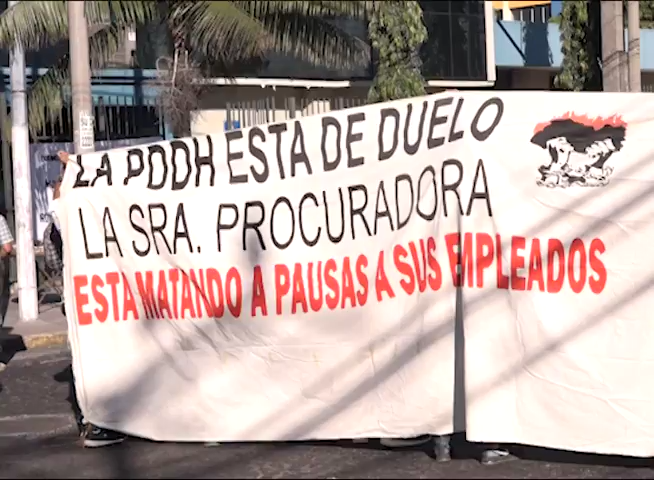 LA PDDH ESTA DE DUELO
LA SRA. PROCURADORA
ESTA MATANDO A PAUSAS A SUS EMPLEADOS